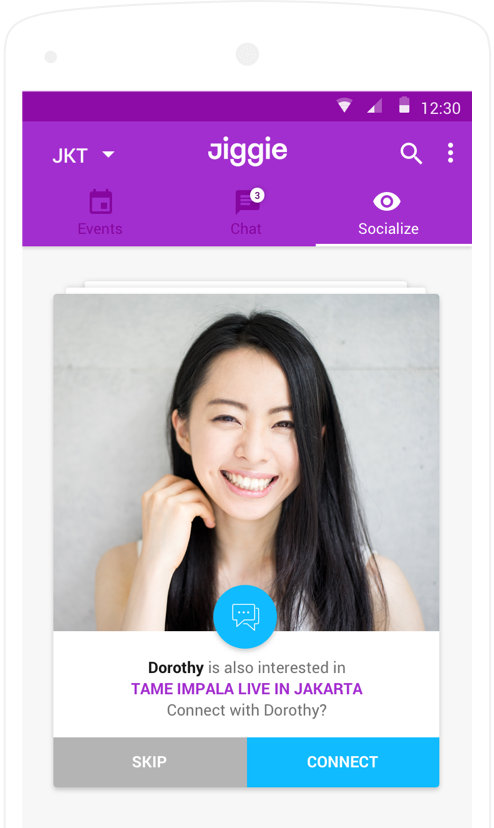 12:30
JKT
Jiggie
3
Events
Chat
Socialize
Dorothy is also interested in
TAME IMPALA LIVE IN JAKARTA
Connect with Dorothy?
SKIP
CONNECT